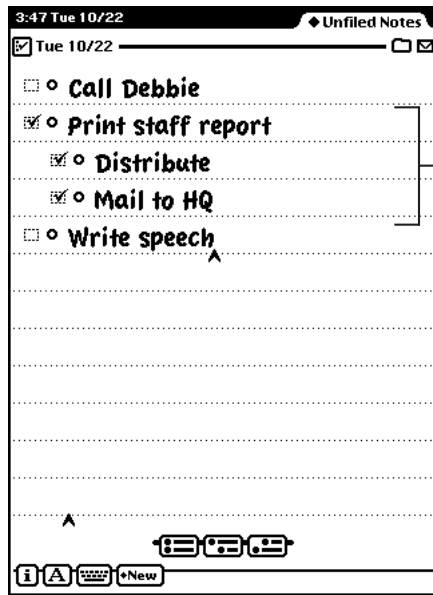 3:47 Tue 10/22
◆ Unfiled Notes
Tue 10/22
Call Debbie
Print staff report
Distribute
Mail to HQ
Write speech
i A New